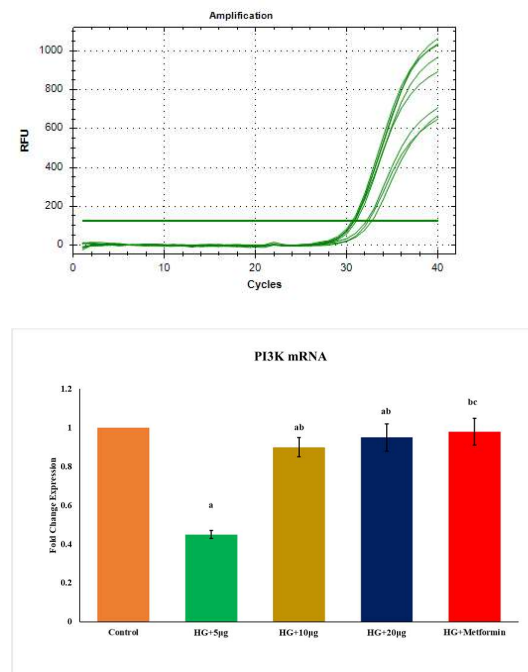 Amplification
1000
800
600
400
200
0
RFU
0 10 20 30 40
Cycles
PI3K mRNA
1.2
1
0.8
0.6
0.4
0.2
0
Fold Change Expression
a
ab
ab
bc
Control HG+5µg HG+10µg HG+20µg HG+Metformin